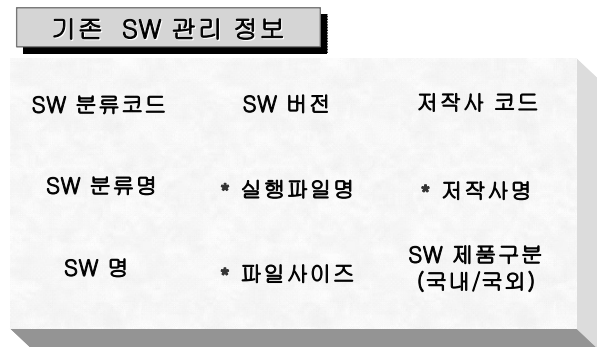 기존 SW 관리 정보
SW 분류코드 SW 버전 저작사 코드
SW 분류명 * 실행파일명 * 저작사명
SW 명 * 파일사이즈 SW 제품구분
(국내/국외)